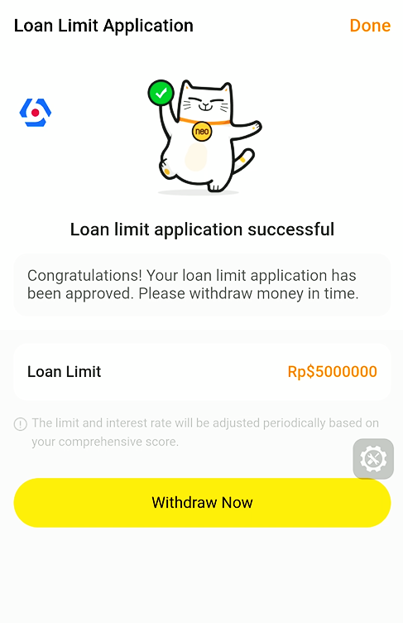 Loan Limit Application
Done
neo
Loan limit application successful
Congratulations! Your loan limit application has
been approved. Please withdraw money in time.
Loan Limit
Rp$5000000
The limit and interest rate will be adjusted periodically based on
your comprehensive score.
Withdraw Now